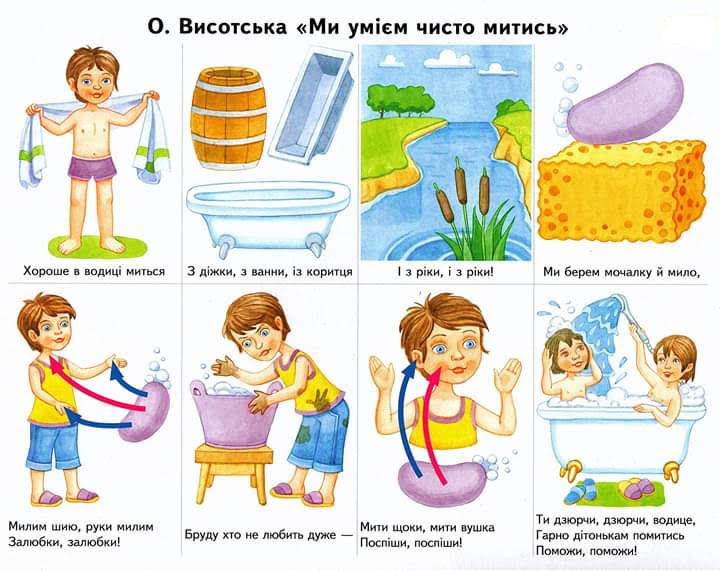 О. Висотська «Ми умієм чисто митись»
Хороше в водиці миться
З діжки, з ванни, із коритця
І з ріки, і з ріки!
Ми берем мочалку й мило,
Милим шию, руки милим
Залюбки, залюбки!
Бруду хто не любить дуже —
Мити щоки, мити вушка
Поспіши, поспіши!
Ти дзюрчи, дзюрчи, водице,
Гарно дітонькам помитись
Поможи, поможи!